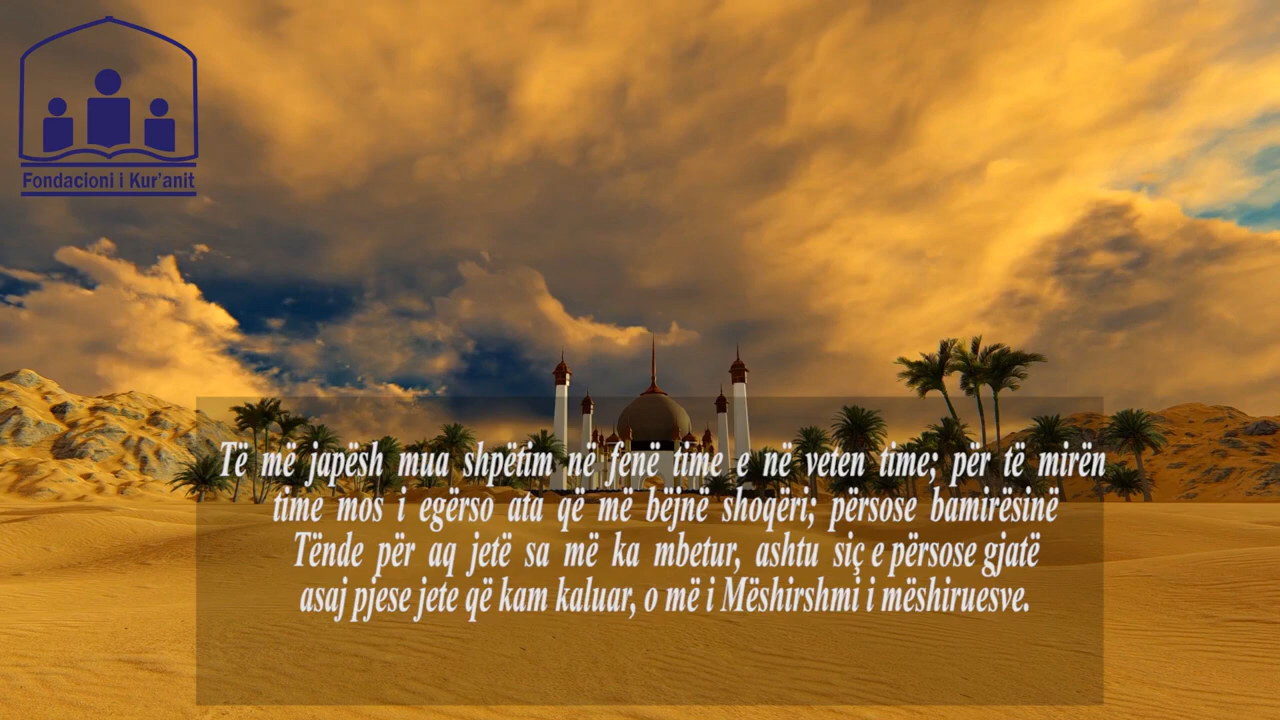 Fondacioni i Kur'anit
Të më japësh mua shpëtim në fenë time e në veten time; për të mirën
time mos i egërso ata që më bëjnë shoqëri; përsose bamirësinë
Tënde për aq jetë sa më ka mbetur, ashtu siç e përsose gjatë
asaj pjese jete që kam kaluar, o më i Mëshirshmi i mëshiruesve.